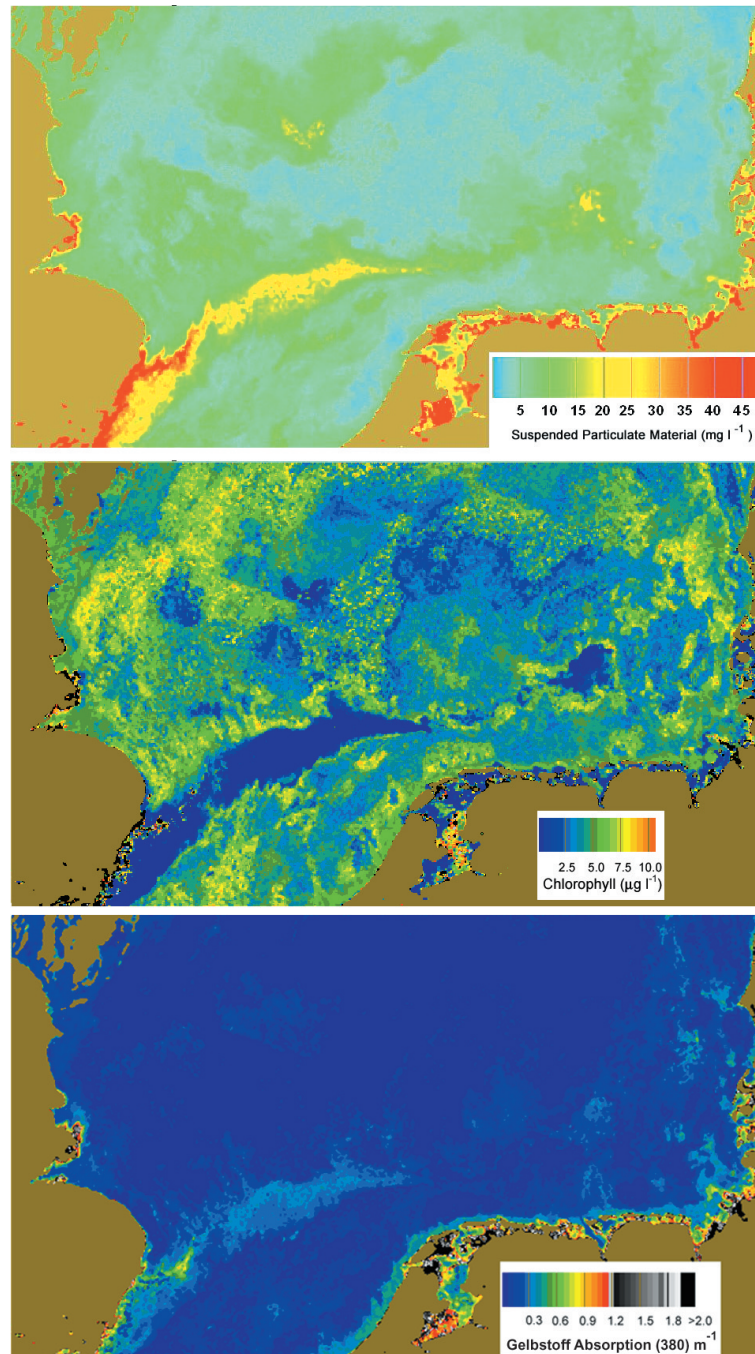 5 10 15 20 25 30 35 40 45
Suspended Particulate Material (mg l⁻¹)
2.5 5.0 7.5 10.0
Chlorophyll (µg l⁻¹)
0.3 0.6 0.9 1.2 1.5 1.8 >2.0
Gelbstoff Absorption (380) m⁻¹